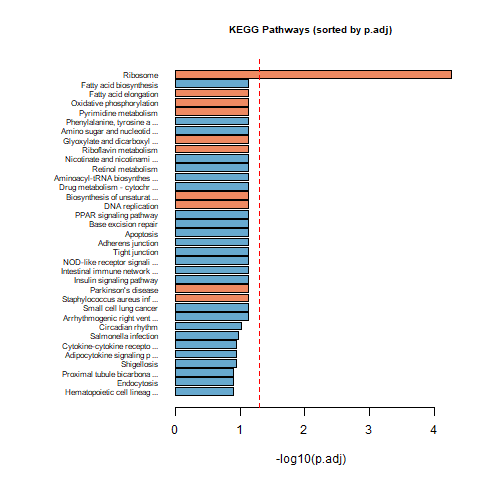 KEGG Pathways (sorted by p.adj)
Ribosome
Fatty acid biosynthesis
Fatty acid elongation
Oxidative phosphorylation
Pyrimidine metabolism
Phenylalanine, tyrosine a ...
Amino sugar and nucleotid ...
Glyoxylate and dicarboxyl ...
Riboflavin metabolism
Nicotinate and nicotinami ...
Retinol metabolism
Aminoacyl-tRNA biosynthes ...
Drug metabolism - cytochr ...
Biosynthesis of unsaturat ...
DNA replication
PPAR signaling pathway
Base excision repair
Apoptosis
Adherens junction
Tight junction
NOD-like receptor signali ...
Intestinal immune network ...
Insulin signaling pathway
Parkinson's disease
Staphylococcus aureus inf ...
Small cell lung cancer
Arrhythmogenic right vent ...
Circadian rhythm
Salmonella infection
Cytokine-cytokine recepto ...
Adipocytokine signaling p ...
Shigellosis
Proximal tubule bicarbona ...
Endocytosis
Hematopoietic cell lineag ...
0 1 2 3 4
-log10(p.adj)